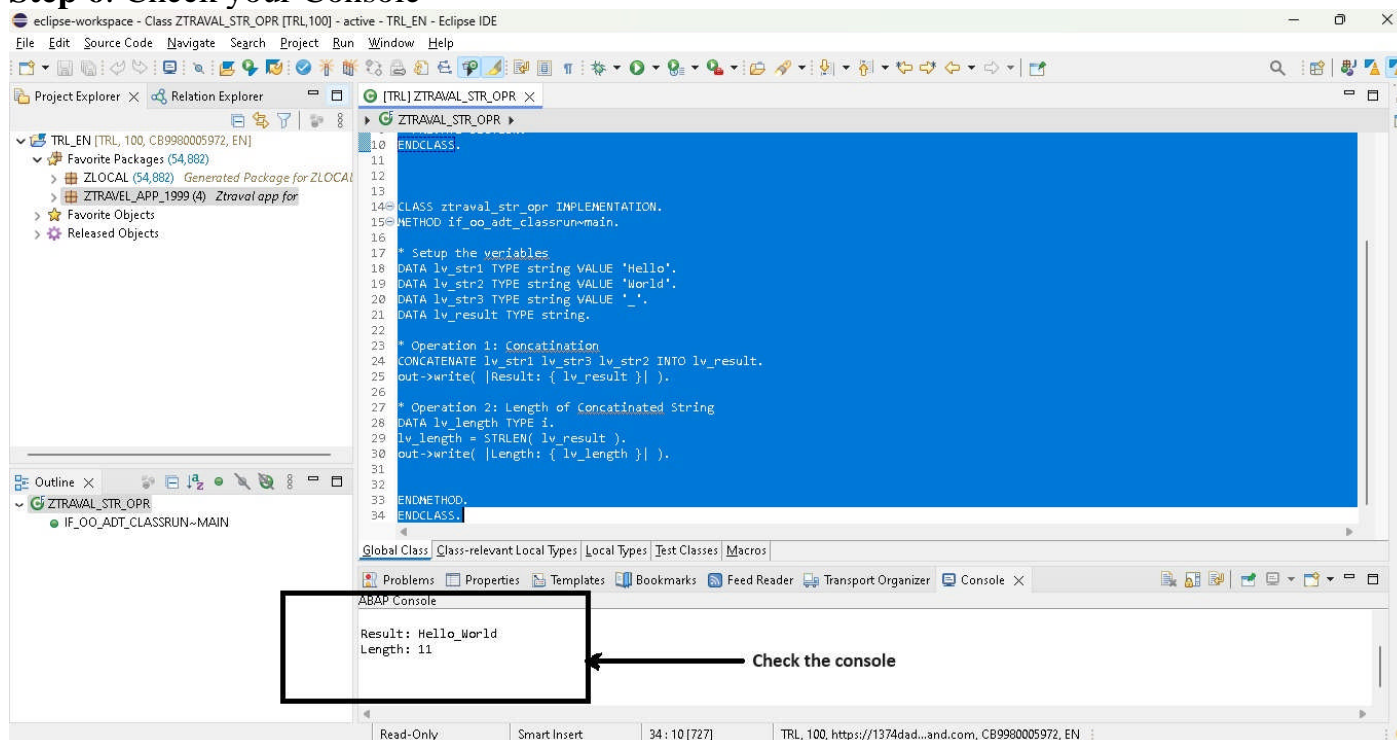 Step 6: Check your Console
eclipse-workspace - Class ZTRAVAL_STR_OPR [TRL,100] - active - TRL_EN - Eclipse IDE
File Edit Source Code Navigate Search Project Run Window Help
Project Explorer Relation Explorer
TRL_EN [TRL, 100, CB9980005972, EN]
Favorite Packages (54,882)
ZLOCAL (54,882) Generated Package for ZLOCAL
ZTRAVEL_APP_1999 (4) Ztraval app for
Favorite Objects
Released Objects
Outline
ZTRAVAL_STR_OPR
IF_OO_ADT_CLASSRUN~MAIN
[TRL] ZTRAVAL_STR_OPR
ZTRAVAL_STR_OPR
10 ENDCLASS.
11
12
13
14 CLASS ztraval_str_opr IMPLEMENTATION.
15 METHOD if_oo_adt_classrun~main.
16
17 * Setup the veriables
18 DATA lv_str1 TYPE string VALUE 'Hello'.
19 DATA lv_str2 TYPE string VALUE 'World'.
20 DATA lv_str3 TYPE string VALUE '_'.
21 DATA lv_result TYPE string.
22
23 * Operation 1: Concatination
24 CONCATENATE lv_str1 lv_str3 lv_str2 INTO lv_result.
25 out->write( |Result: { lv_result }| ).
26
27 * Operation 2: Length of Concatinated String
28 DATA lv_length TYPE i.
29 lv_length = STRLEN( lv_result ).
30 out->write( |Length: { lv_length }| ).
31
32
33 ENDMETHOD.
34 ENDCLASS.
Global Class Class-relevant Local Types Local Types Test Classes Macros
Problems Properties Templates Bookmarks Feed Reader Transport Organizer Console
ABAP Console
Result: Hello_World
Length: 11
Check the console
Read-Only Smart Insert 34 : 10 [727] TRL, 100, https://1374dad...and.com, CB9980005972, EN